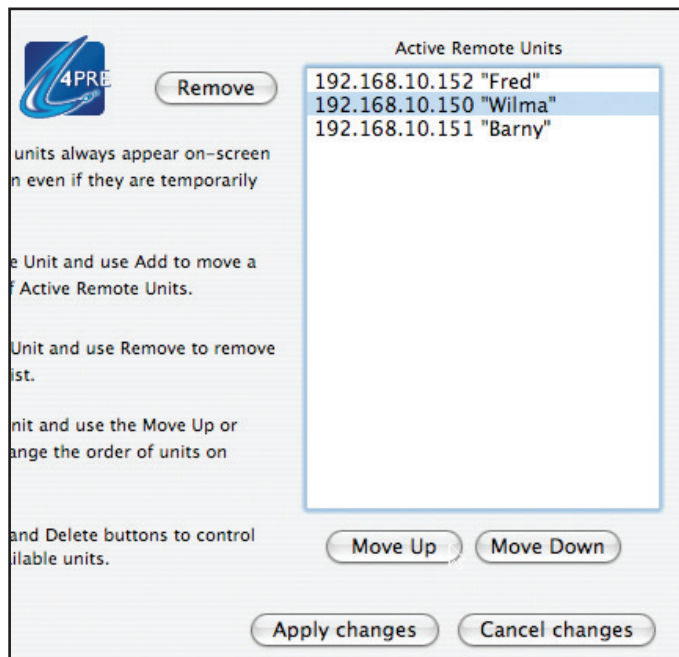 4PRE
Remove
Active Remote Units
192.168.10.152 "Fred"
192.168.10.150 "Wilma"
192.168.10.151 "Barny"
units always appear on-screen
n even if they are temporarily
e Unit and use Add to move a
f Active Remote Units.
Unit and use Remove to remove
ist.
nit and use the Move Up or
ange the order of units on
and Delete buttons to control
ilable units.
Move Up
Move Down
Apply changes
Cancel changes